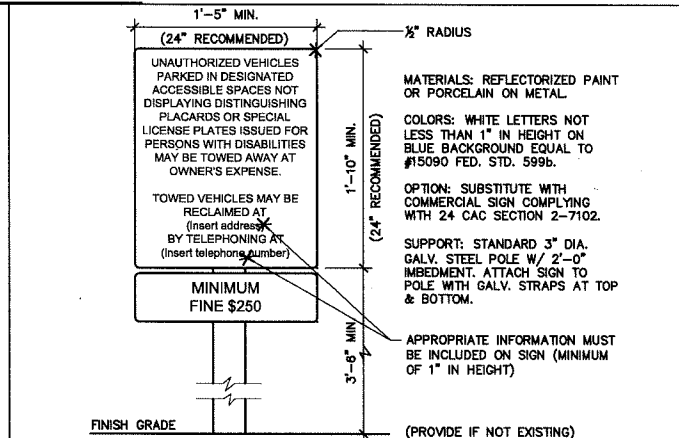 1'-5" MIN.
(24" RECOMMENDED)
UNAUTHORIZED VEHICLES
PARKED IN DESIGNATED
ACCESSIBLE SPACES NOT
DISPLAYING DISTINGUISHING
PLACARDS OR SPECIAL
LICENSE PLATES ISSUED FOR
PERSONS WITH DISABILITIES
MAY BE TOWED AWAY AT
OWNER'S EXPENSE.
TOWED VEHICLES MAY BE
RECLAIMED AT
(Insert address)
BY TELEPHONING AT
(Insert telephone number)
MINIMUM
FINE $250
1'-10" MIN.
(24" RECOMMENDED)
3'-8" MIN.
FINISH GRADE
½" RADIUS
MATERIALS: REFLECTORIZED PAINT
OR PORCELAIN ON METAL.
COLORS: WHITE LETTERS NOT
LESS THAN 1" IN HEIGHT ON
BLUE BACKGROUND EQUAL TO
#15090 FED. STD. 599b.
OPTION: SUBSTITUTE WITH
COMMERCIAL SIGN COMPLYING
WITH 24 CAC SECTION 2-7102.
SUPPORT: STANDARD 3" DIA.
GALV. STEEL POLE W/ 2'-0"
IMBEDMENT. ATTACH SIGN TO
POLE WITH GALV. STRAPS AT TOP
& BOTTOM.
APPROPRIATE INFORMATION MUST
BE INCLUDED ON SIGN (MINIMUM
OF 1" IN HEIGHT)
(PROVIDE IF NOT EXISTING)